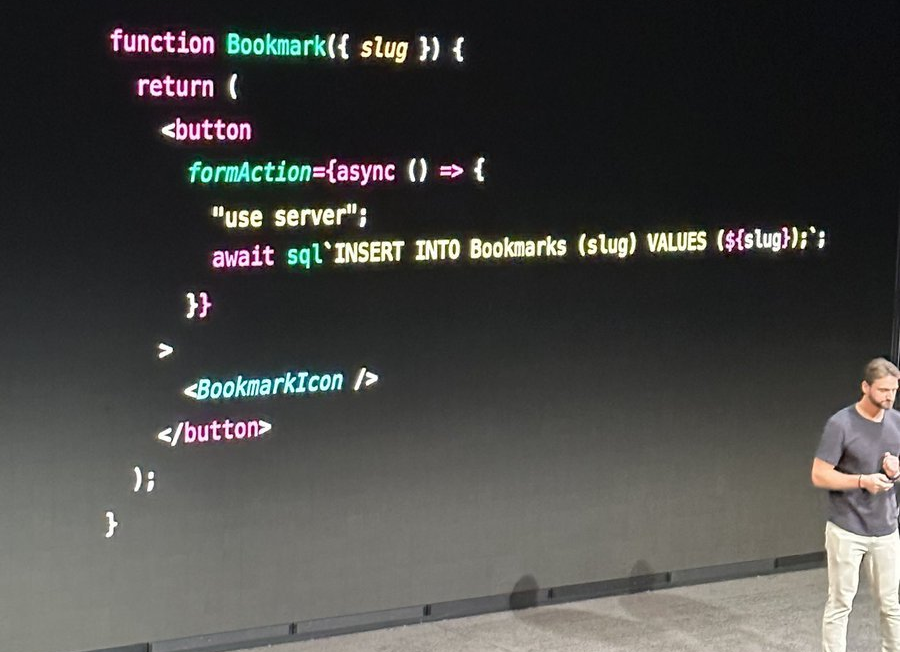 function Bookmark({ slug }) {
return (
<button
formAction={async () => {
"use server";
await sql`INSERT INTO Bookmarks (slug) VALUES (${slug});`;
}}
>
<BookmarkIcon />
</button>
);
}